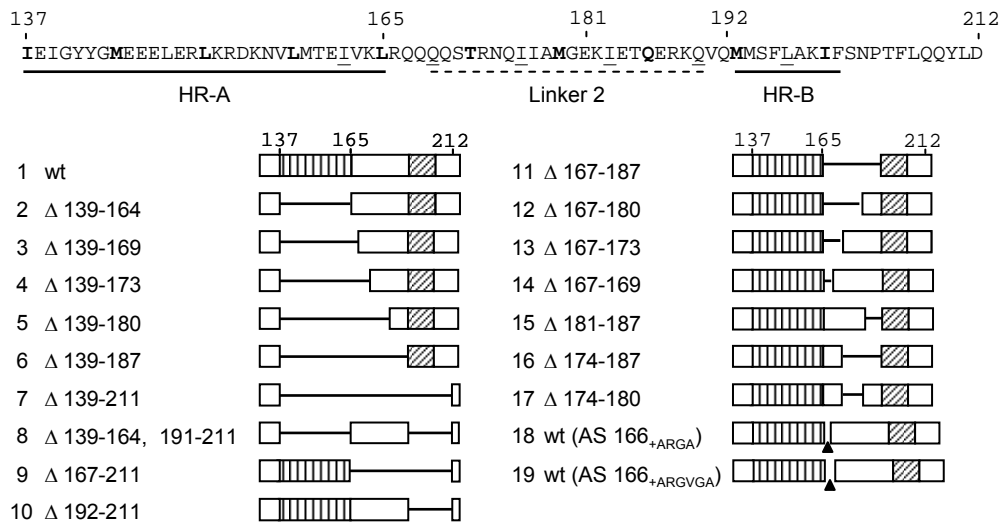 137 165 181 192 212
IEIGYYGMEEELERLKRDKNVLMTEIVKLRQQQQSTRNQIIAMGEKIETQERKQVQMMSFLAKIFSNPTFLQQYLD
HR-A Linker 2 HR-B
137 165 212
1 wt
2 Δ 139-164
3 Δ 139-169
4 Δ 139-173
5 Δ 139-180
6 Δ 139-187
7 Δ 139-211
8 Δ 139-164, 191-211
9 Δ 167-211
10 Δ 192-211
137 165 212
11 Δ 167-187
12 Δ 167-180
13 Δ 167-173
14 Δ 167-169
15 Δ 181-187
16 Δ 174-187
17 Δ 174-180
18 wt (AS 166+ARGA)
19 wt (AS 166+ARGVGA)